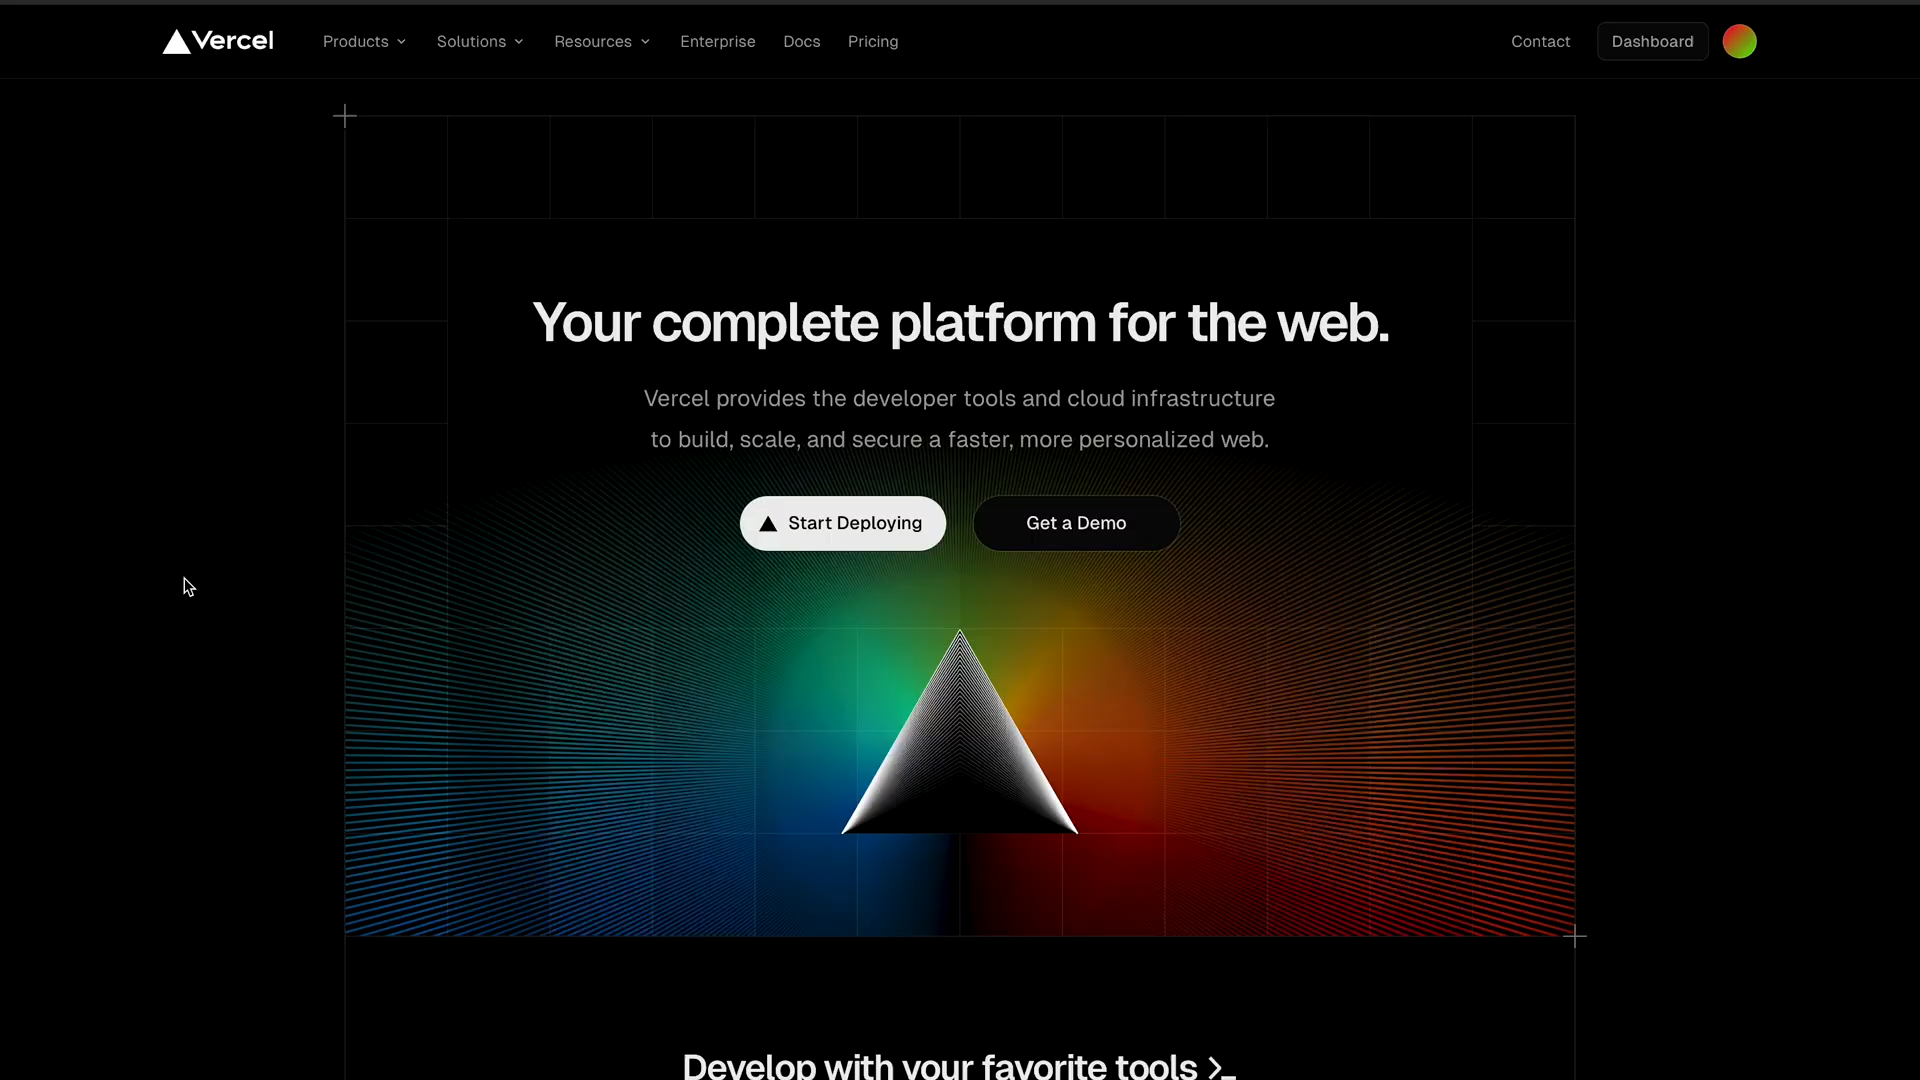 Vercel
Products
Solutions
Resources
Enterprise
Docs
Pricing
Contact
Dashboard
Your complete platform for the web.
Vercel provides the developer tools and cloud infrastructure
to build, scale, and secure a faster, more personalized web.
Start Deploying
Get a Demo
Develop with your favorite tools >_